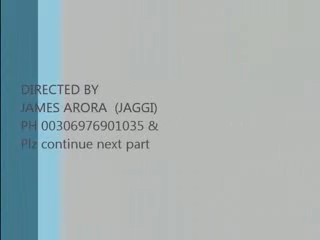 DIRECTED BY
JAMES ARORA (JAGGI)
PH 00306976901035 &
Plz continue next part